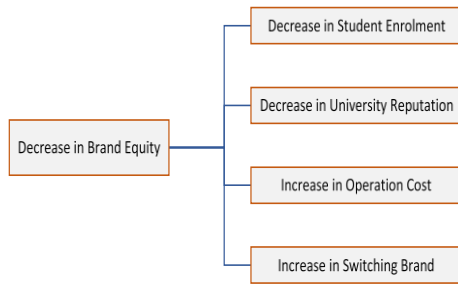 Decrease in Student Enrolment
Decrease in University Reputation
Decrease in Brand Equity
Increase in Operation Cost
Increase in Switching Brand